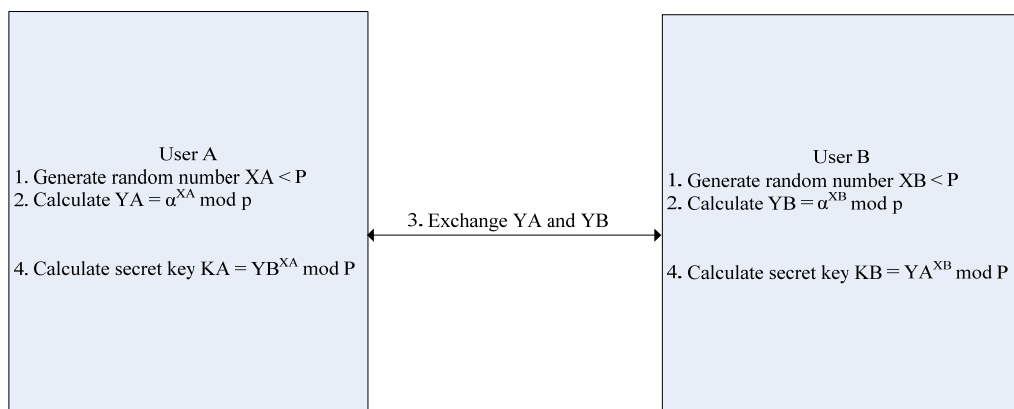 User A
1. Generate random number XA < P
2. Calculate YA = α^XA mod p
4. Calculate secret key KA = YB^XA mod P
3. Exchange YA and YB
User B
1. Generate random number XB < P
2. Calculate YB = α^XB mod p
4. Calculate secret key KB = YA^XB mod P